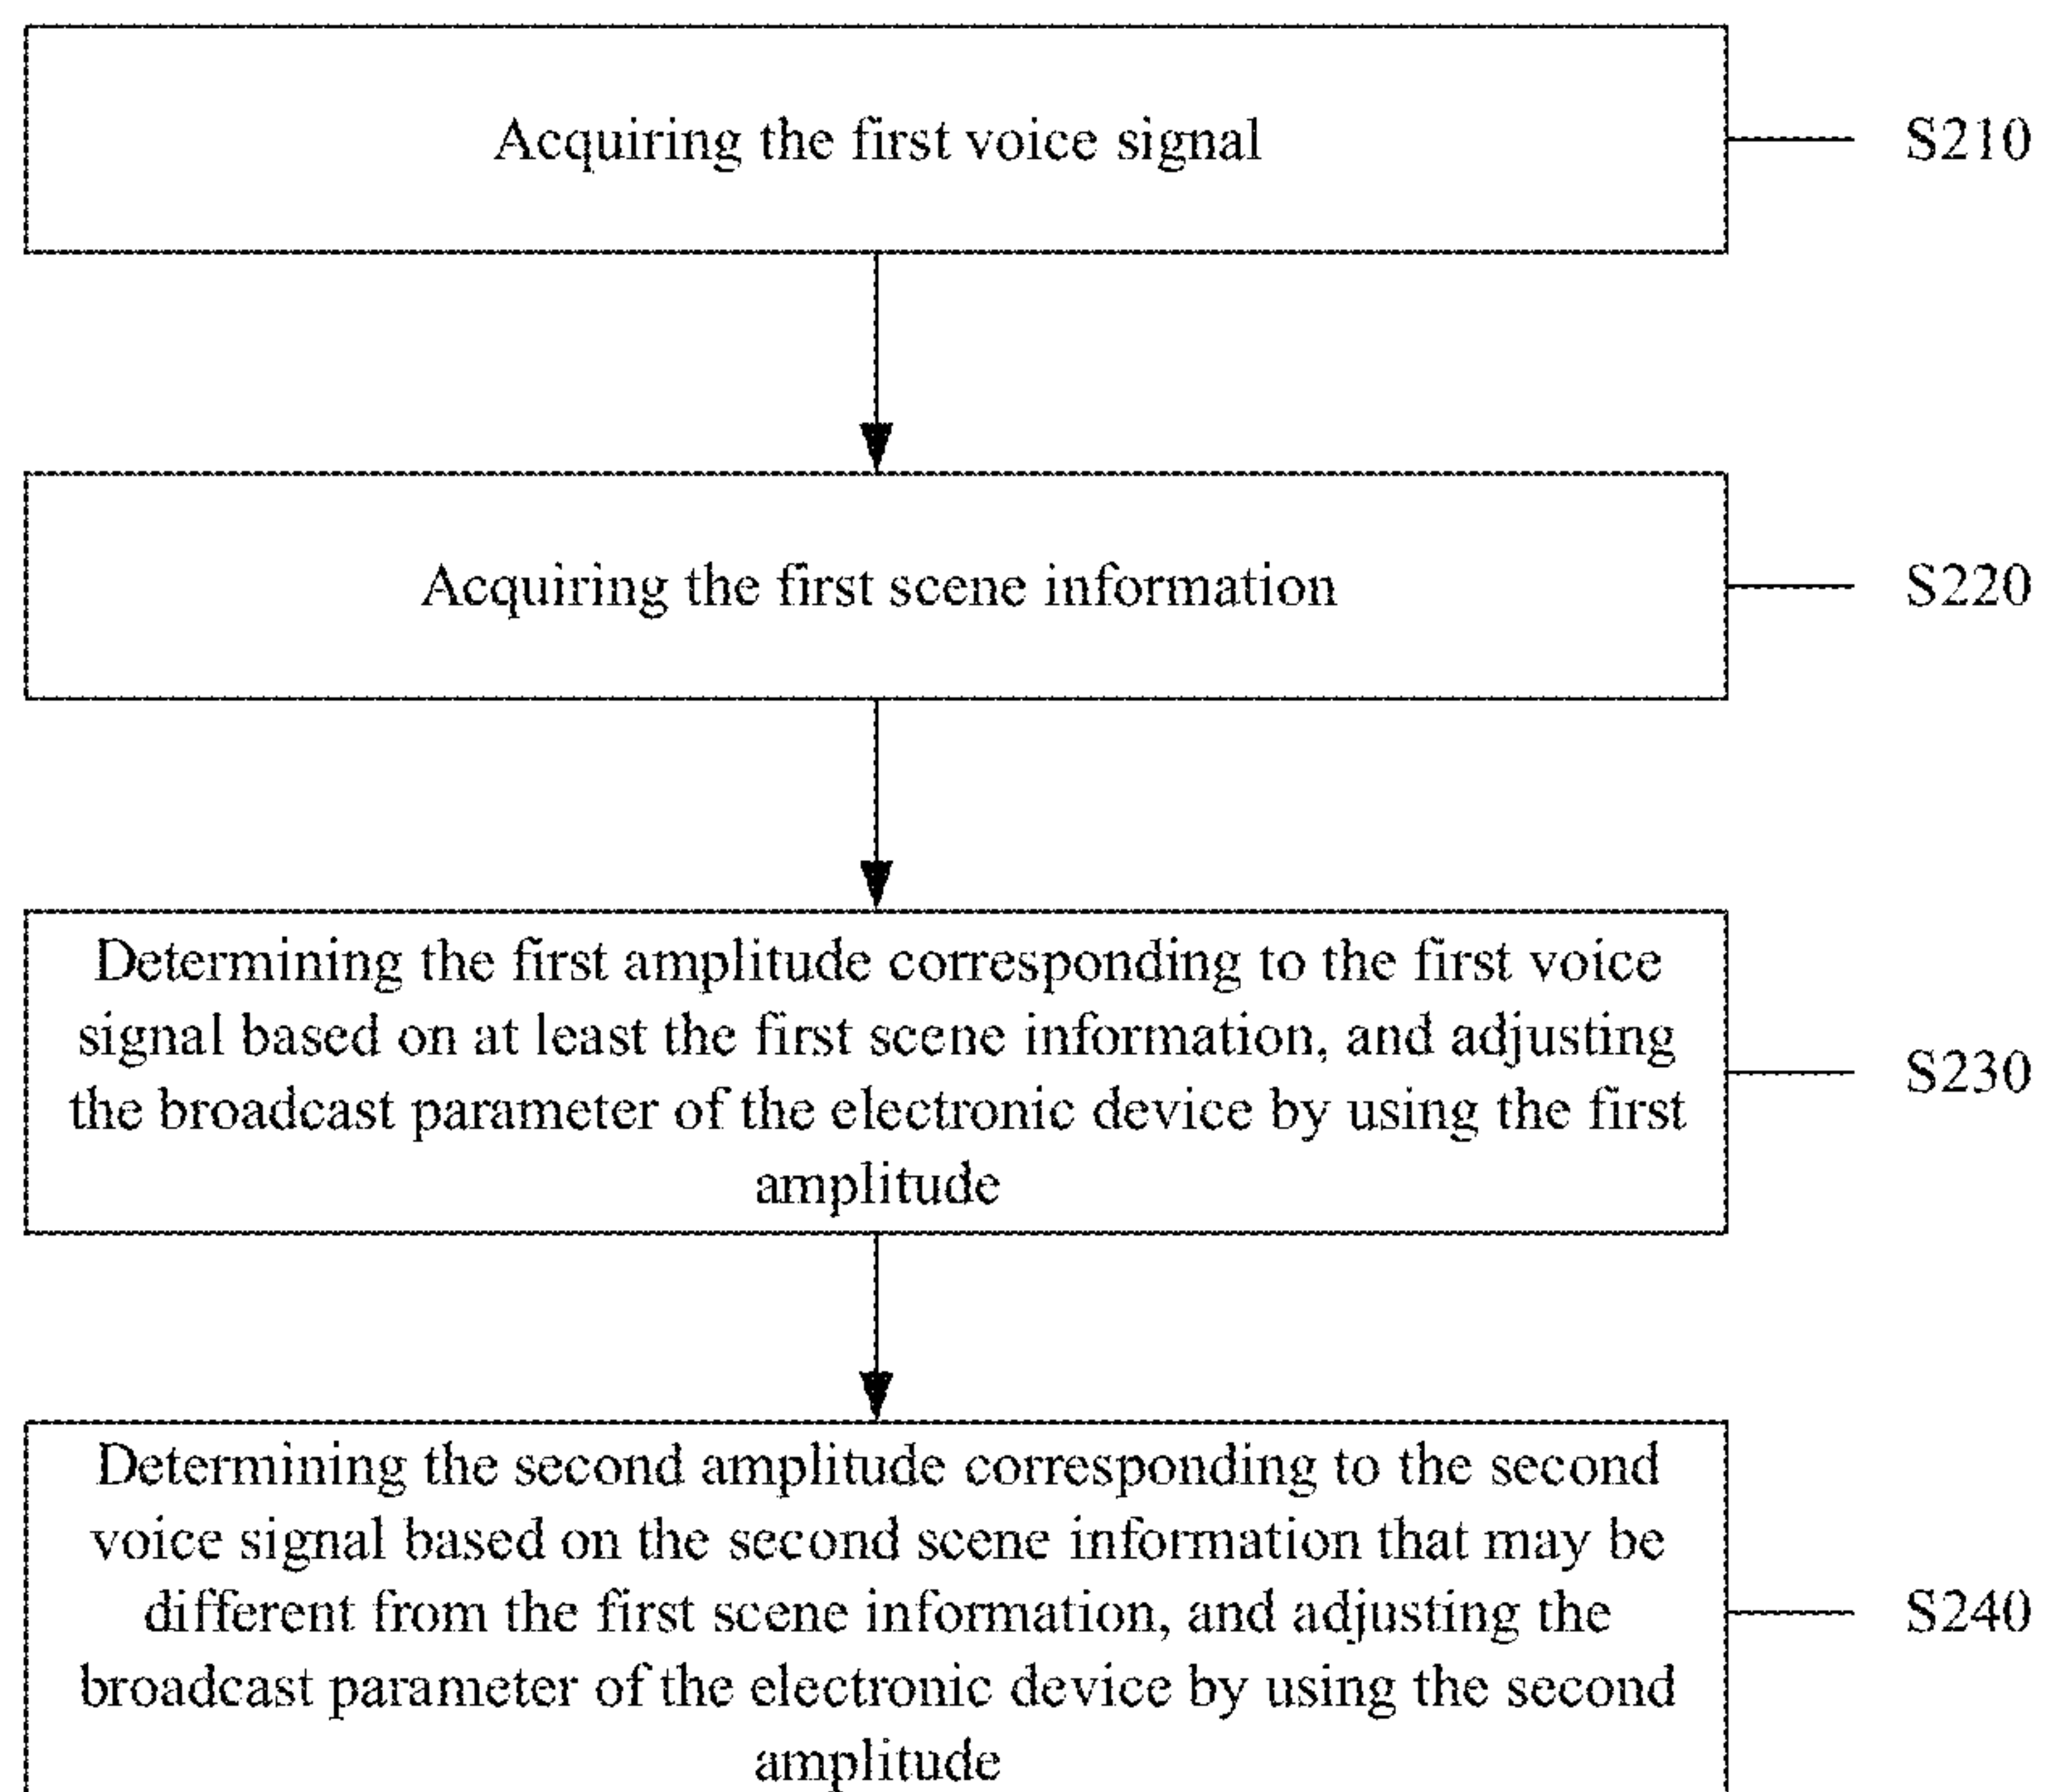 Acquiring the first voice signal
S210
Acquiring the first scene information
S220
Determining the first amplitude corresponding to the first voice
signal based on at least the first scene information, and adjusting
the broadcast parameter of the electronic device by using the first
amplitude
S230
Determining the second amplitude corresponding to the second
voice signal based on the second scene information that may be
different from the first scene information, and adjusting the
broadcast parameter of the electronic device by using the second
amplitude
S240